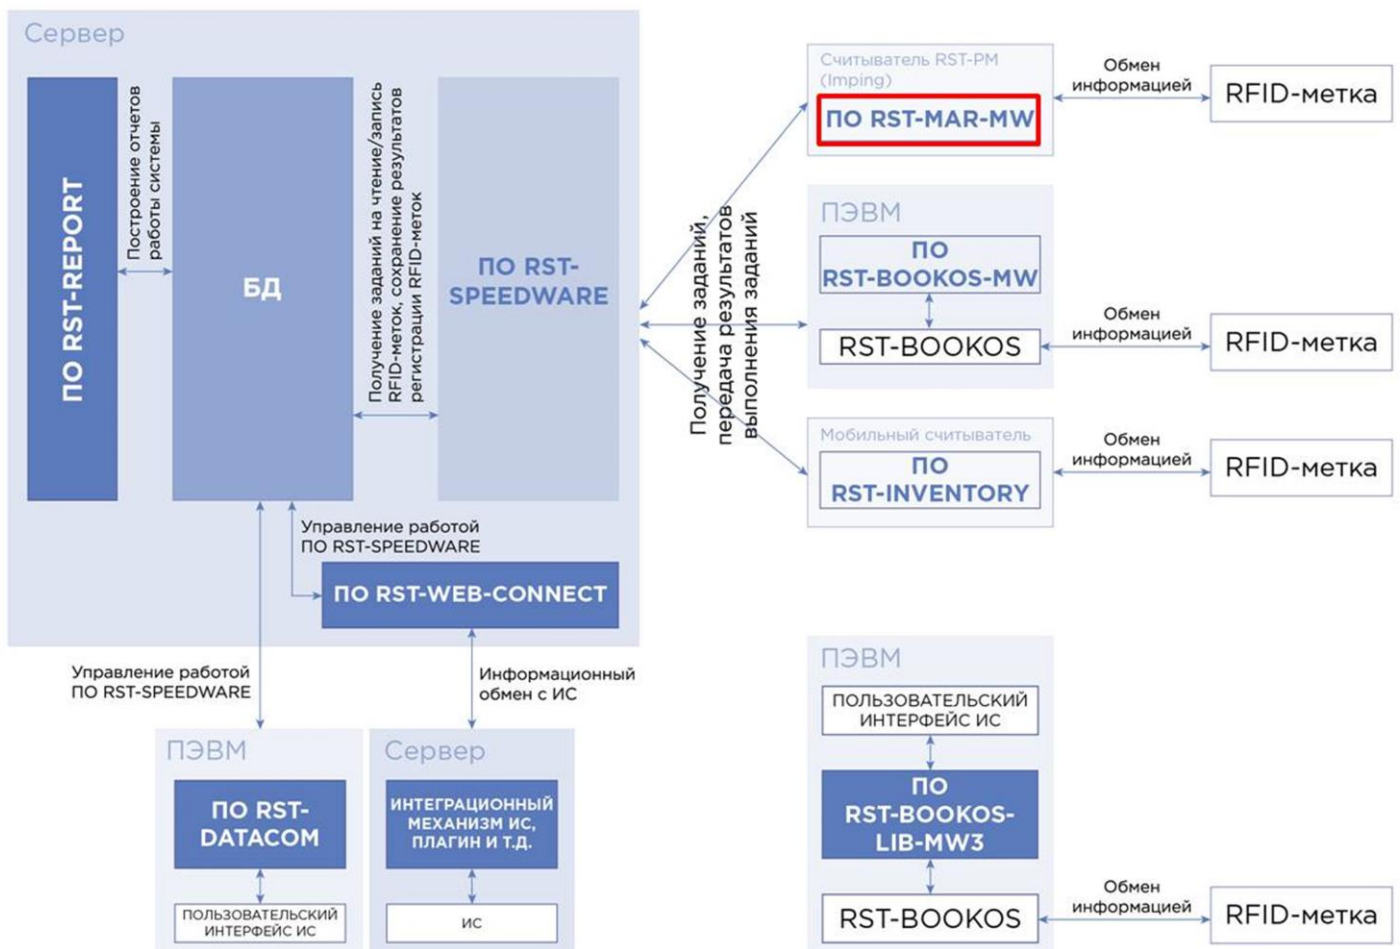 Сервер
ПО RST-REPORT
Построение отчетов
работы системы
БД
Получение заданий на чтение/запись
RFID-меток, сохранение результатов
регистрации RFID-меток
ПО RST-
SPEEDWARE
Управление работой
ПО RST-SPEEDWARE
ПО RST-WEB-CONNECT
Управление работой
ПО RST-SPEEDWARE
Информационный
обмен с ИС
ПЭВМ
ПО RST-
DATACOM
ПОЛЬЗОВАТЕЛЬСКИЙ
ИНТЕРФЕЙС ИС
Сервер
ИНТЕГРАЦИОННЫЙ
МЕХАНИЗМ ИС,
ПЛАГИН И Т.Д.
ИС
Получение заданий,
передача результатов
выполнения заданий
Считыватель RST-PM
(Imping)
ПО RST-MAR-MW
Обмен
информацией
RFID-метка
ПЭВМ
ПО
RST-BOOKOS-MW
RST-BOOKOS
Обмен
информацией
RFID-метка
Мобильный считыватель
ПО
RST-INVENTORY
Обмен
информацией
RFID-метка
ПЭВМ
ПОЛЬЗОВАТЕЛЬСКИЙ
ИНТЕРФЕЙС ИС
ПО
RST-BOOKOS-
LIB-MW3
RST-BOOKOS
Обмен
информацией
RFID-метка